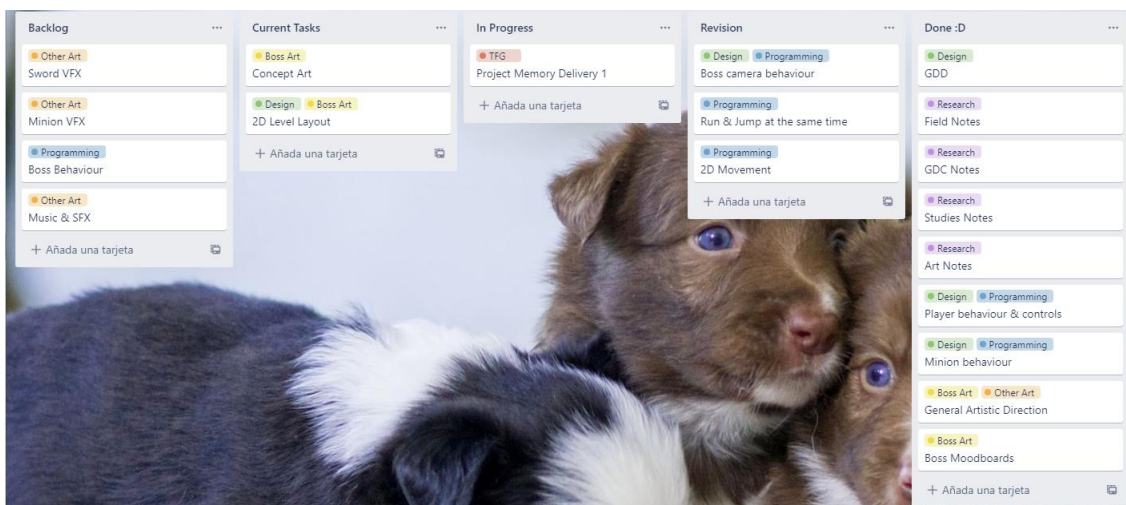 Backlog
Other Art
Sword VFX
Other Art
Minion VFX
Programming
Boss Behaviour
Other Art
Music & SFX
+ Añada una tarjeta
Current Tasks
Boss Art
Concept Art
Design Boss Art
2D Level Layout
+ Añada una tarjeta
In Progress
TFG
Project Memory Delivery 1
+ Añada una tarjeta
Revision
Design Programming
Boss camera behaviour
Programming
Run & Jump at the same time
Programming
2D Movement
+ Añada una tarjeta
Done :D
Design
GDD
Research
Field Notes
Research
GDC Notes
Research
Studies Notes
Research
Art Notes
Design Programming
Player behaviour & controls
Design Programming
Minion behaviour
Boss Art Other Art
General Artistic Direction
Boss Art
Boss Moodboards
+ Añada una tarjeta